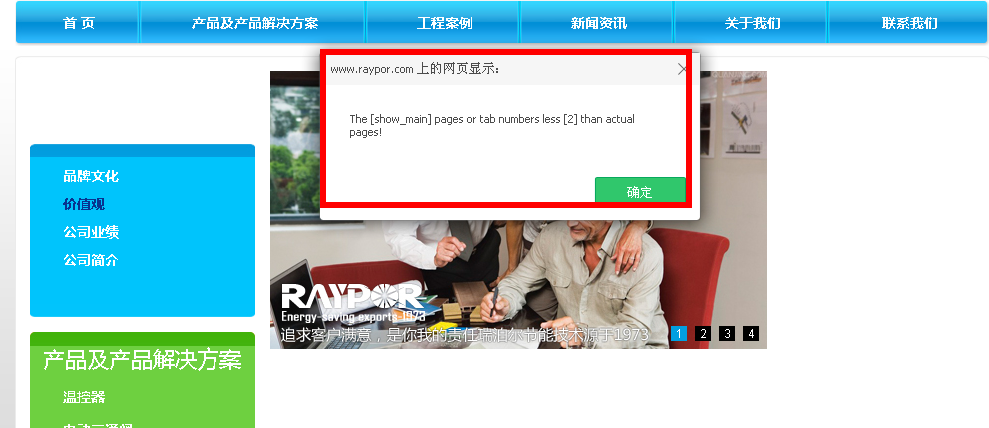 首 页 产品及产品解决方案 工程案例 新闻资讯 关于我们 联系我们
www.raypor.com 上的网页显示：
The [show_main] pages or tab numbers less [2] than actual
pages!
确定
品牌文化
价值观
公司业绩
公司简介
RAYPOR
Energy-saving exports-1973
追求客户满意，是你我的责任瑞泊尔节能技术源于1973
1 2 3 4
产品及产品解决方案
温控器